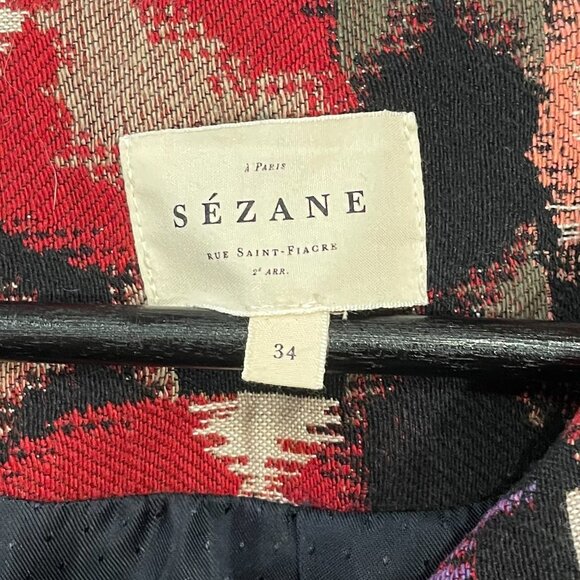 À PARIS
SÉZANE
RUE SAINT-FIACRE
2ᵉ ARR.
34